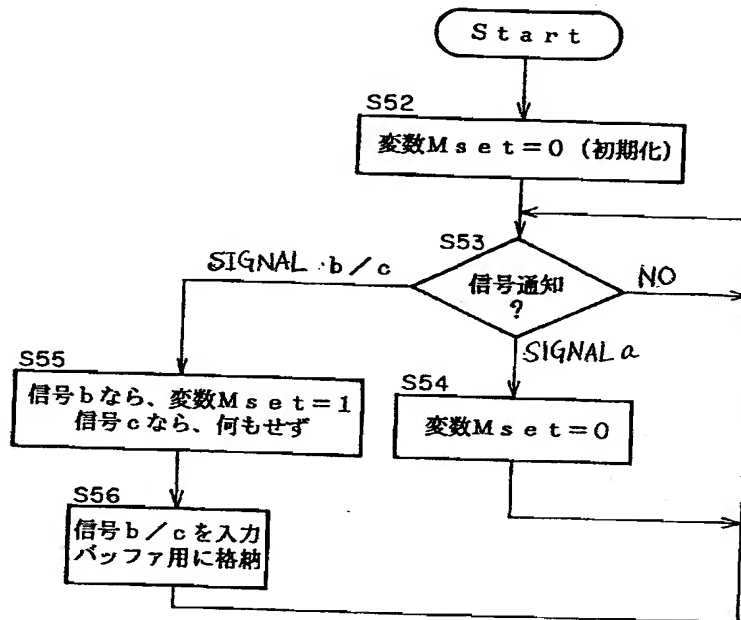 Start
S52
変数Mset=0 (初期化)
S53
SIGNAL b/c
信号通知
?
NO
SIGNAL a
S55
信号bなら、変数Mset=1
信号cなら、何もせず
S54
変数Mset=0
S56
信号b/cを入力
バッファ用に格納